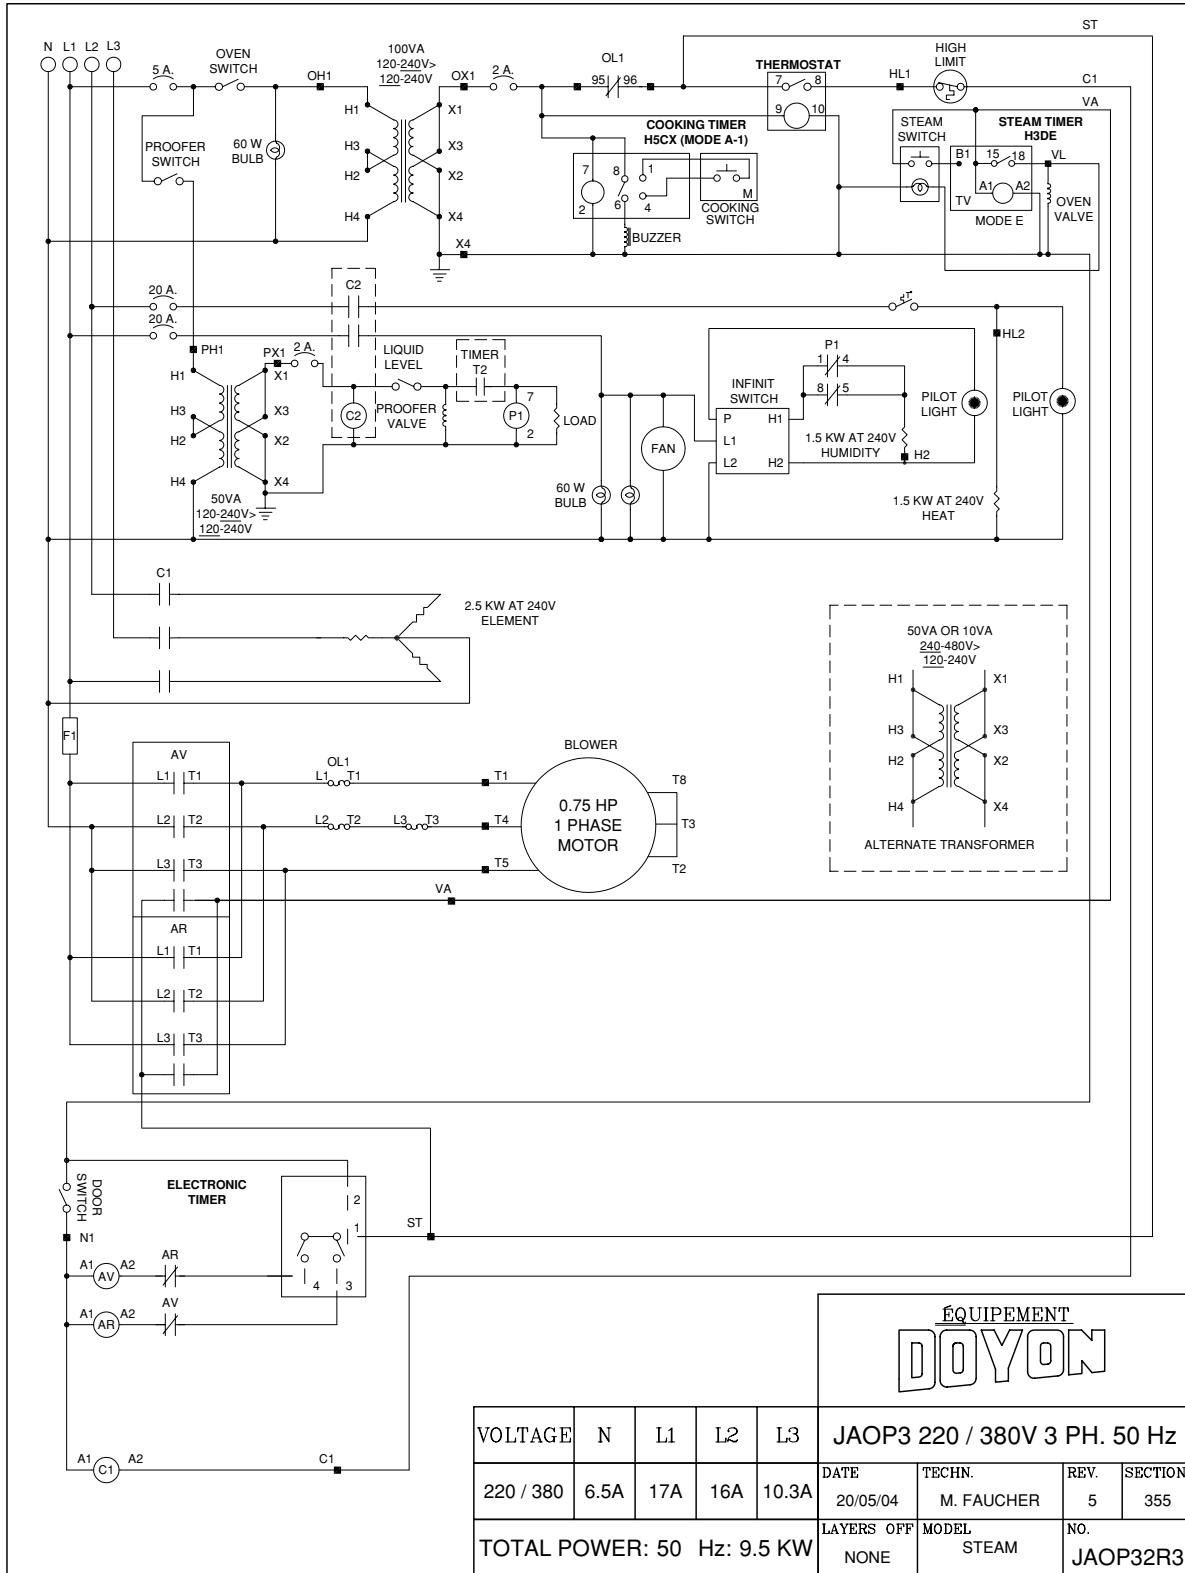 ST
N L1 L2 L3
OVEN
SWITCH
5 A.
OH1
100VA
120-240V>
120-240V
OX1
2 A.
OL1
95 96
THERMOSTAT
7 8
9 10
HL1
HIGH
LIMIT
C1
VA
H1
H3
H2
H4
X1
X3
X2
X4
X4
PROOFER
SWITCH
60 W
BULB
COOKING TIMER
H5CX (MODE A-1)
7
2
8
6
1
4
M
COOKING
SWITCH
BUZZER
STEAM
SWITCH
STEAM TIMER
H3DE
B1
15 18
VL
A1 A2
TV
MODE E
OVEN
VALVE
20 A.
20 A.
C2
T°
HL2
PH1
PX1
2 A.
H1
H3
H2
H4
X1
X3
X2
X4
50VA
120-240V>
120-240V
C2
LIQUID
LEVEL
PROOFER
VALVE
TIMER
T2
P1
7
2
LOAD
60 W
BULB
FAN
INFINIT
SWITCH
P H1
L1
L2 H2
P1
1 4
8 5
1.5 KW AT 240V
HUMIDITY
H2
PILOT
LIGHT
PILOT
LIGHT
1.5 KW AT 240V
HEAT
C1
2.5 KW AT 240V
ELEMENT
50VA OR 10VA
240-480V>
120-240V
H1
H3
H2
H4
X1
X3
X2
X4
ALTERNATE TRANSFORMER
F1
AV
L1 T1
L2 T2
L3 T3
OL1
L1 T1
L2 T2
L3 T3
T1
T4
T5
BLOWER
0.75 HP
1 PHASE
MOTOR
T8
T3
T2
VA
AR
L1 T1
L2 T2
L3 T3
DOOR
SWITCH
N1
ELECTRONIC
TIMER
2
1
4 3
ST
A1 AV A2
AR
A1 AR A2
AV
A1 C1 A2
C1
ÉQUIPEMENT
DOYON
VOLTAGE N L1 L2 L3
220 / 380 6.5A 17A 16A 10.3A
TOTAL POWER: 50 Hz: 9.5 KW
JAOP3 220 / 380V 3 PH. 50 Hz
DATE TECHN. REV. SECTION
20/05/04 M. FAUCHER 5 355
LAYERS OFF MODEL NO.
NONE STEAM JAOP32R3